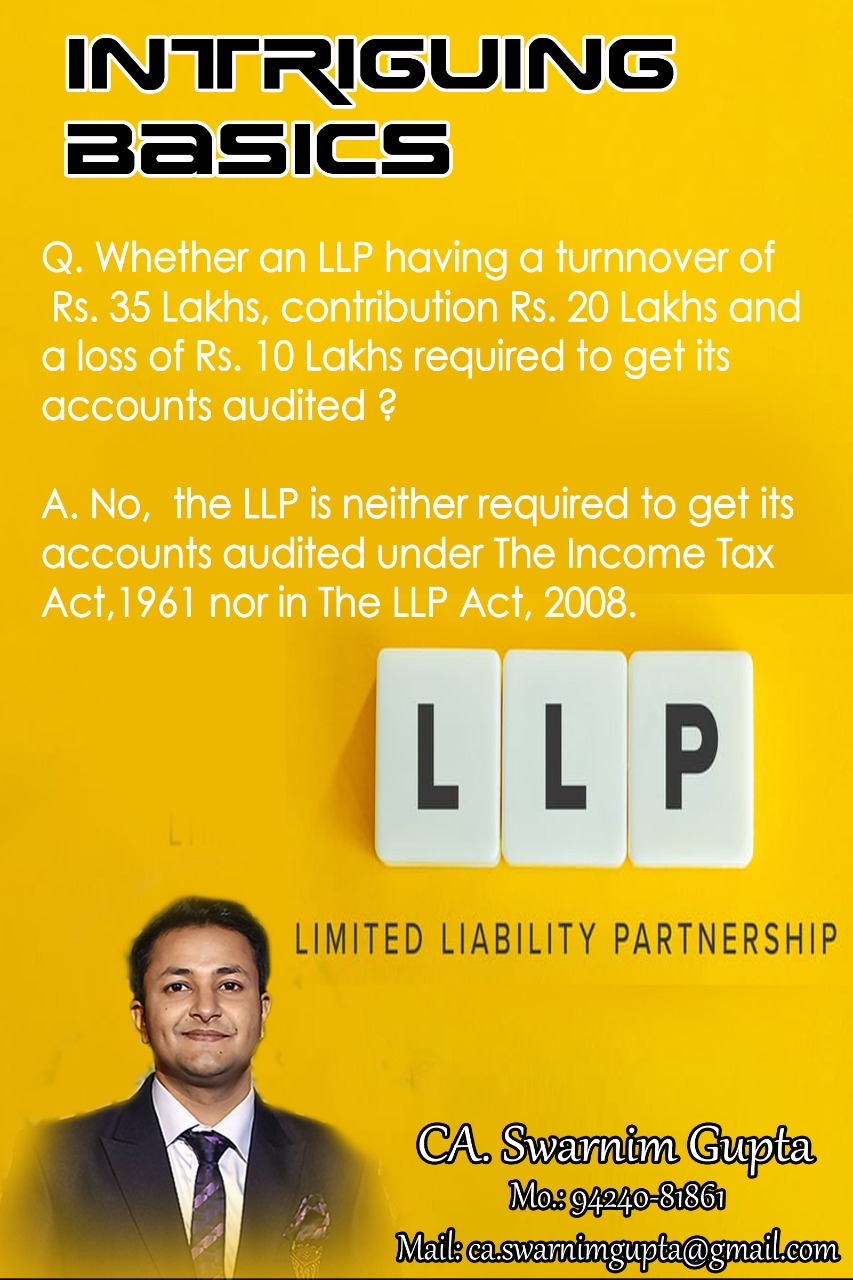 INTRIGUING
BASICS
Q. Whether an LLP having a turnnover of
Rs. 35 Lakhs, contribution Rs. 20 Lakhs and
a loss of Rs. 10 Lakhs required to get its
accounts audited ?
A. No, the LLP is neither required to get its
accounts audited under The Income Tax
Act,1961 nor in The LLP Act, 2008.
L L P
LIMITED LIABILITY PARTNERSHIP
CA. Swarnim Gupta
Mo.: 94240-81861
Mail: ca.swarnimgupta@gmail.com